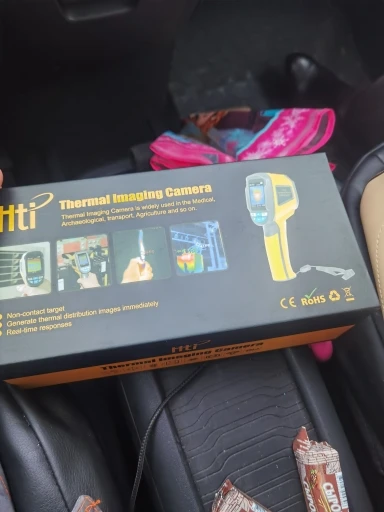 Hti
Thermal Imaging Camera
Thermal Imaging Camera is widely used in the Medical,
Archaeological, transport, Agriculture and so on.
Non-contact target
Generate thermal distribution images immediately
Real-time responses
CE RoHS
Hti
Thermal Imaging Camera